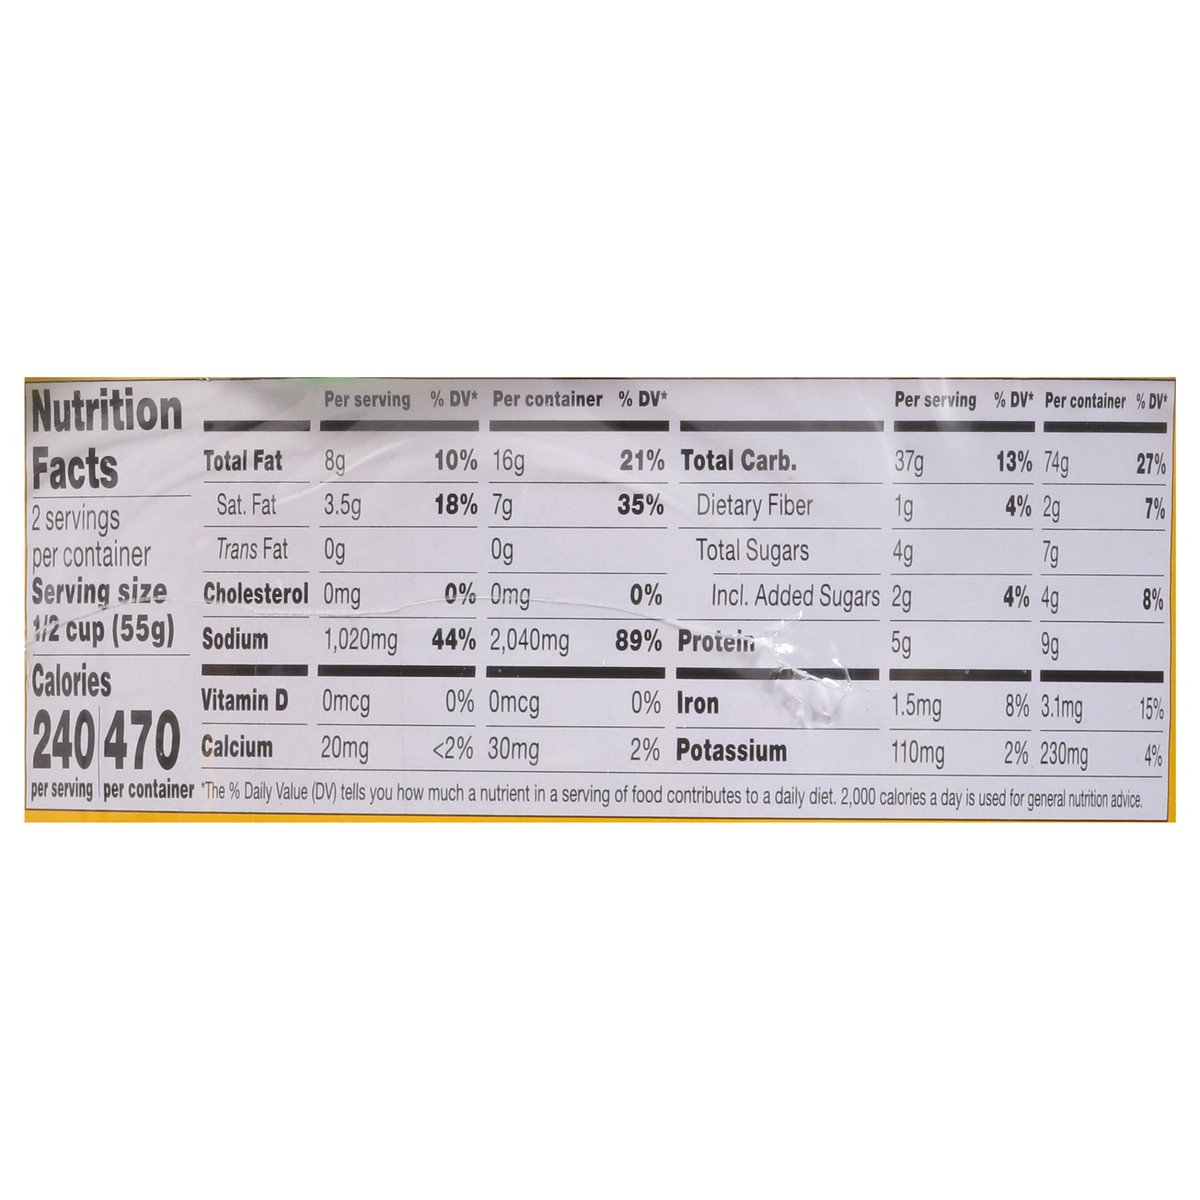 Nutrition
Facts
2 servings
per container
Serving size
1/2 cup (55g)
Calories
240 470
per serving per container
Per serving % DV* Per container % DV*
Total Fat 8g 10% 16g 21%
Sat. Fat 3.5g 18% 7g 35%
Trans Fat 0g 0g
Cholesterol 0mg 0% 0mg 0%
Sodium 1,020mg 44% 2,040mg 89%
Vitamin D 0mcg 0% 0mcg 0%
Calcium 20mg <2% 30mg 2%
Per serving % DV* Per container % DV*
Total Carb. 37g 13% 74g 27%
Dietary Fiber 1g 4% 2g 7%
Total Sugars 4g 7g
Incl. Added Sugars 2g 4% 4g 8%
Protein 5g 9g
Iron 1.5mg 8% 3.1mg 15%
Potassium 110mg 2% 230mg 4%
*The % Daily Value (DV) tells you how much a nutrient in a serving of food contributes to a daily diet. 2,000 calories a day is used for general nutrition advice.